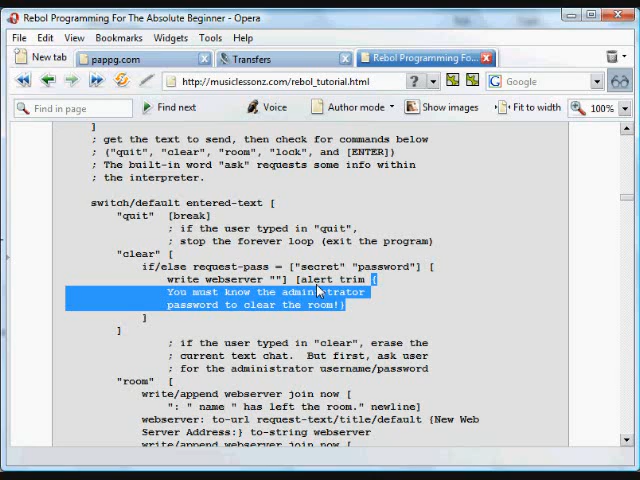 Rebol Programming For The Absolute Beginner - Opera
File Edit View Bookmarks Widgets Tools Help
New tab pappg.com Transfers Rebol Programming Fo...
http://musiclessonz.com/rebol_tutorial.html ? Google
Find in page Find next Voice Author mode Show images Fit to width 100%
]
; get the text to send, then check for commands below
; ("quit", "clear", "room", "lock", and [ENTER])
; The built-in word "ask" requests some info within
; the interpreter.
switch/default entered-text [
"quit" [break]
; if the user typed in "quit",
; stop the forever loop (exit the program)
"clear" [
if/else request-pass = ["secret" "password"] [
write webserver ""] [alert trim {
You must know the administrator
password to clear the room!}
]
]
; if the user typed in "clear", erase the
; current text chat. But first, ask user
; for the administrator username/password
"room" [
write/append webserver join now [
": " name " has left the room." newline]
webserver: to-url request-text/title/default {New Web
Server Address:} to-string webserver
write/append webserver join now [